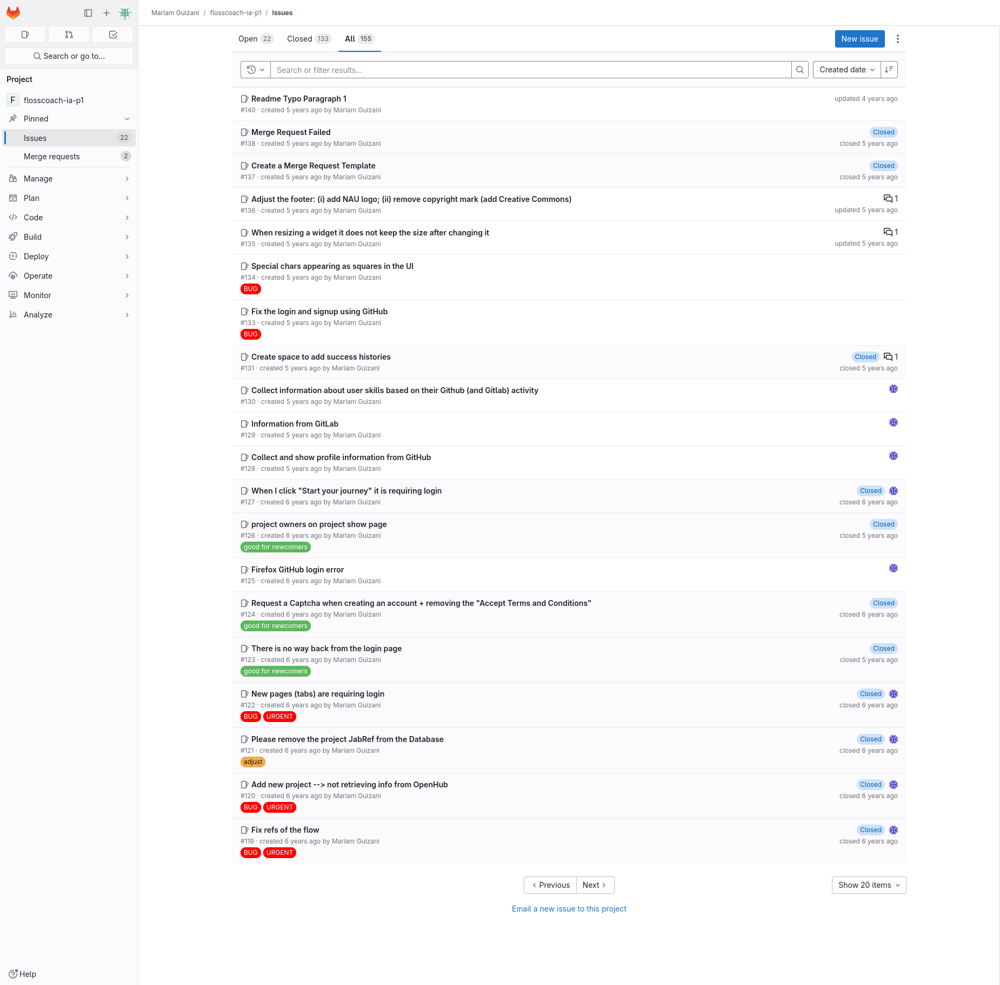 Mariam Guizani / flosscoach-ia-p1 / Issues
Search or go to...
Project
F flosscoach-ia-p1
Pinned
Issues 22
Merge requests 2
Manage
Plan
Code
Build
Deploy
Operate
Monitor
Analyze
Help
Open 22 Closed 133 All 155 New issue
Search or filter results... Created date
Readme Typo Paragraph 1 updated 4 years ago
#140 · created 5 years ago by Mariam Guizani
Merge Request Failed Closed
#138 · created 5 years ago by Mariam Guizani closed 5 years ago
Create a Merge Request Template Closed
#137 · created 5 years ago by Mariam Guizani closed 5 years ago
Adjust the footer: (i) add NAU logo; (ii) remove copyright mark (add Creative Commons) 1
#136 · created 5 years ago by Mariam Guizani updated 5 years ago
When resizing a widget it does not keep the size after changing it 1
#135 · created 5 years ago by Mariam Guizani updated 5 years ago
Special chars appearing as squares in the UI
#134 · created 5 years ago by Mariam Guizani
BUG
Fix the login and signup using GitHub
#133 · created 5 years ago by Mariam Guizani
BUG
Create space to add success histories Closed 1
#131 · created 5 years ago by Mariam Guizani closed 5 years ago
Collect information about user skills based on their Github (and Gitlab) activity
#130 · created 5 years ago by Mariam Guizani
Information from GitLab
#129 · created 5 years ago by Mariam Guizani
Collect and show profile information from GitHub
#128 · created 5 years ago by Mariam Guizani
When I click "Start your journey" it is requiring login Closed
#127 · created 6 years ago by Mariam Guizani closed 6 years ago
project owners on project show page Closed
#126 · created 6 years ago by Mariam Guizani closed 5 years ago
good for newcomers
Firefox GitHub login error
#125 · created 6 years ago by Mariam Guizani
Request a Captcha when creating an account + removing the "Accept Terms and Conditions" Closed
#124 · created 6 years ago by Mariam Guizani closed 6 years ago
good for newcomers
There is no way back from the login page Closed
#123 · created 6 years ago by Mariam Guizani closed 5 years ago
good for newcomers
New pages (tabs) are requiring login Closed
#122 · created 6 years ago by Mariam Guizani closed 6 years ago
BUG URGENT
Please remove the project JabRef from the Database Closed
#121 · created 6 years ago by Mariam Guizani closed 6 years ago
adjust
Add new project --> not retrieving info from OpenHub Closed
#120 · created 6 years ago by Mariam Guizani closed 6 years ago
BUG URGENT
Fix refs of the flow Closed
#119 · created 6 years ago by Mariam Guizani closed 6 years ago
BUG URGENT
Previous Next Show 20 items
Email a new issue to this project